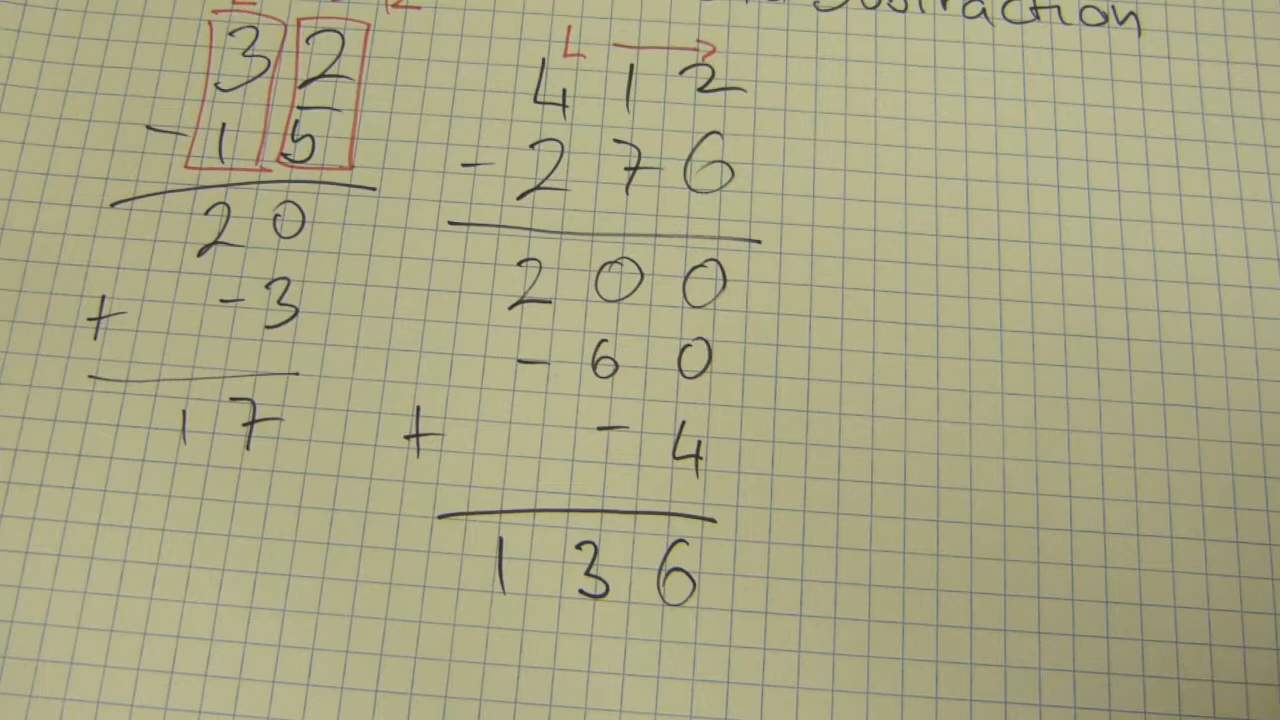 Subtraction
L R
3 2
- 1 5
2 0
+ - 3
1 7
L →
4 1 2
- 2 7 6
2 0 0
- 6 0
+ - 4
1 3 6